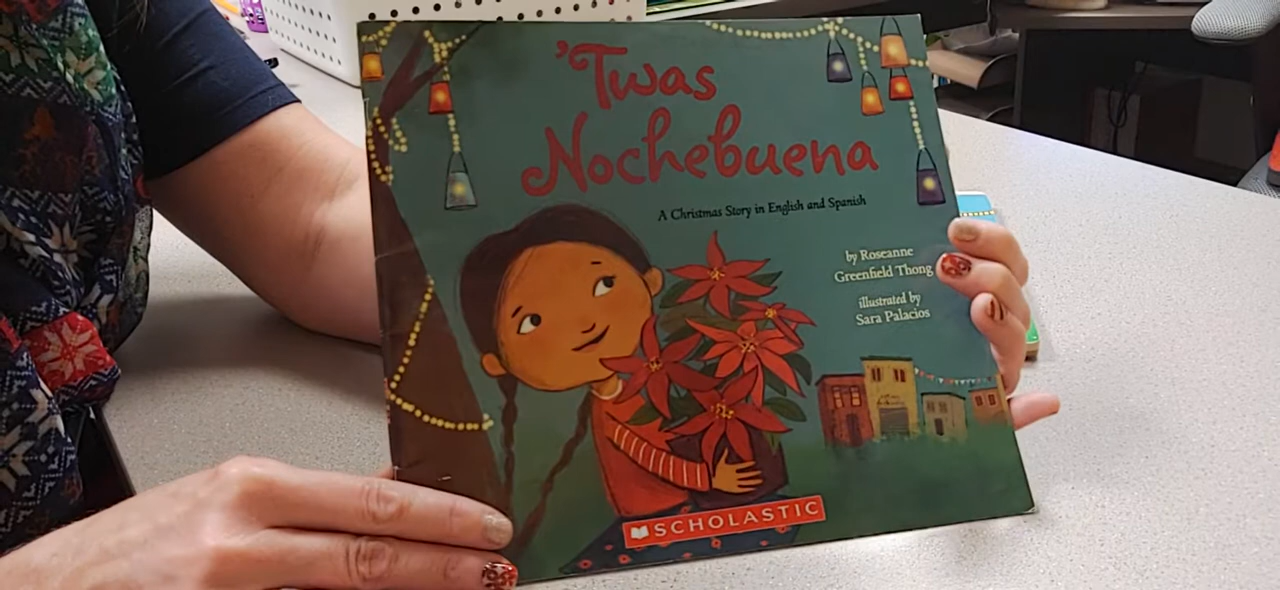 'Twas
Nochebuena
A Christmas Story in English and Spanish
by Roseanne
Greenfield Thong
illustrated by
Sara Palacios
SCHOLASTIC